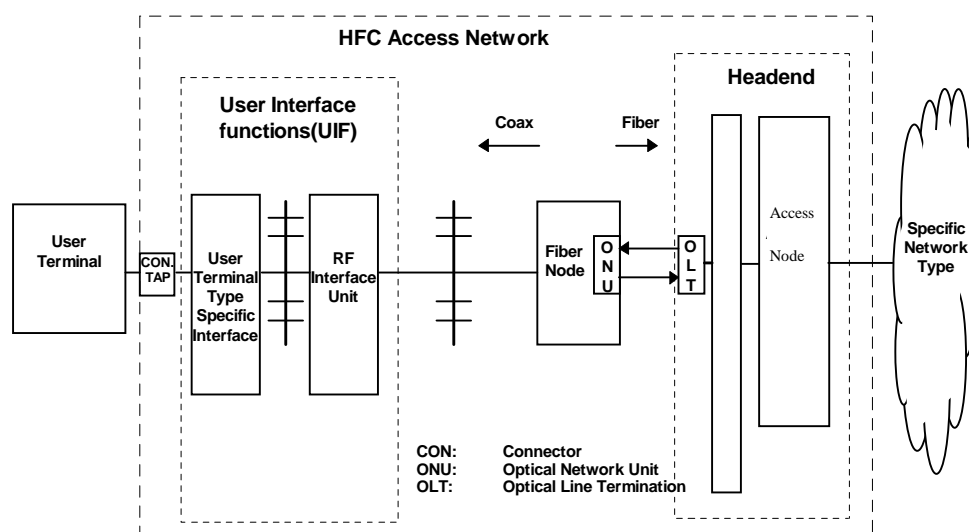 HFC Access Network
Headend
User Interface
functions(UIF)
Coax
Fiber
User
Terminal
CON.
TAP
User
Terminal
Type
Specific
Interface
RF
Interface
Unit
Fiber
Node
O
N
U
O
L
T
Access
Node
Specific
Network
Type
CON: Connector
ONU: Optical Network Unit
OLT: Optical Line Termination